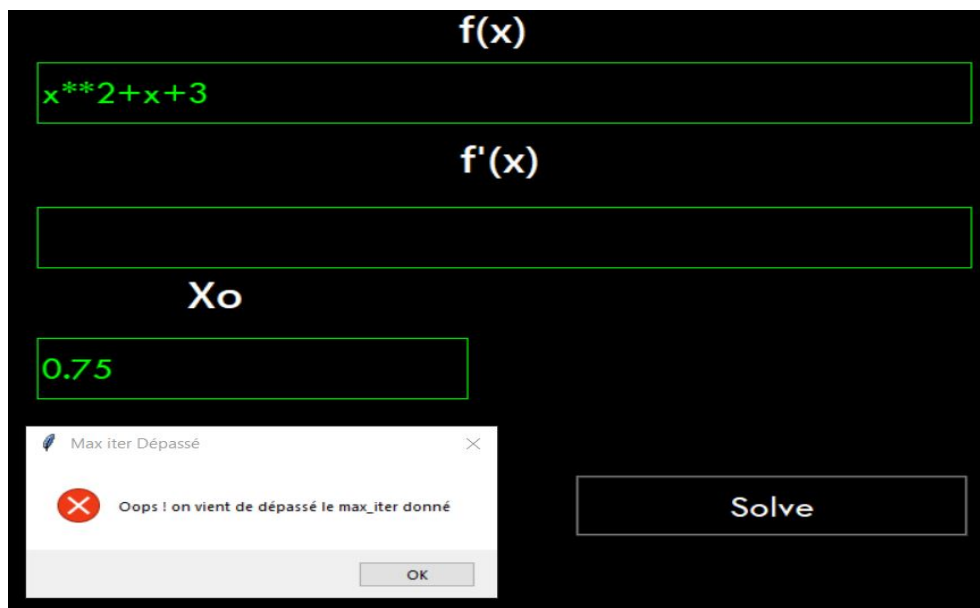 f(x)
x**2+x+3
f'(x)
Xo
0.75
Max iter Dépassé
Oops ! on vient de dépassé le max_iter donné
OK
Solve